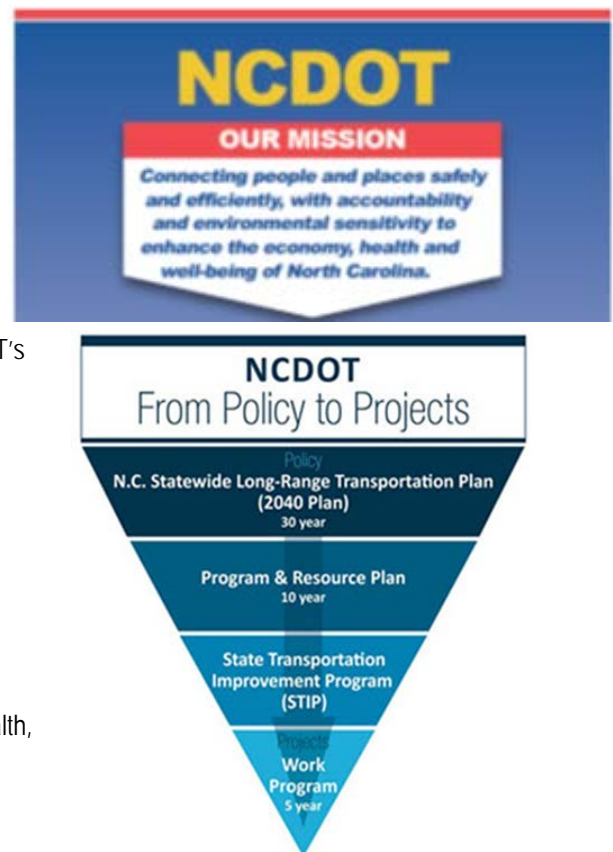 NCDOT
OUR MISSION
Connecting people and places safely
and efficiently, with accountability
and environmental sensitivity to
enhance the economy, health and
well-being of North Carolina.
T's
NCDOT
From Policy to Projects
Policy
N.C. Statewide Long-Range Transportation Plan
(2040 Plan)
30 year
Program & Resource Plan
10 year
State Transportation
Improvement Program
(STIP)
alth,
Projects
Work
Program
5 year